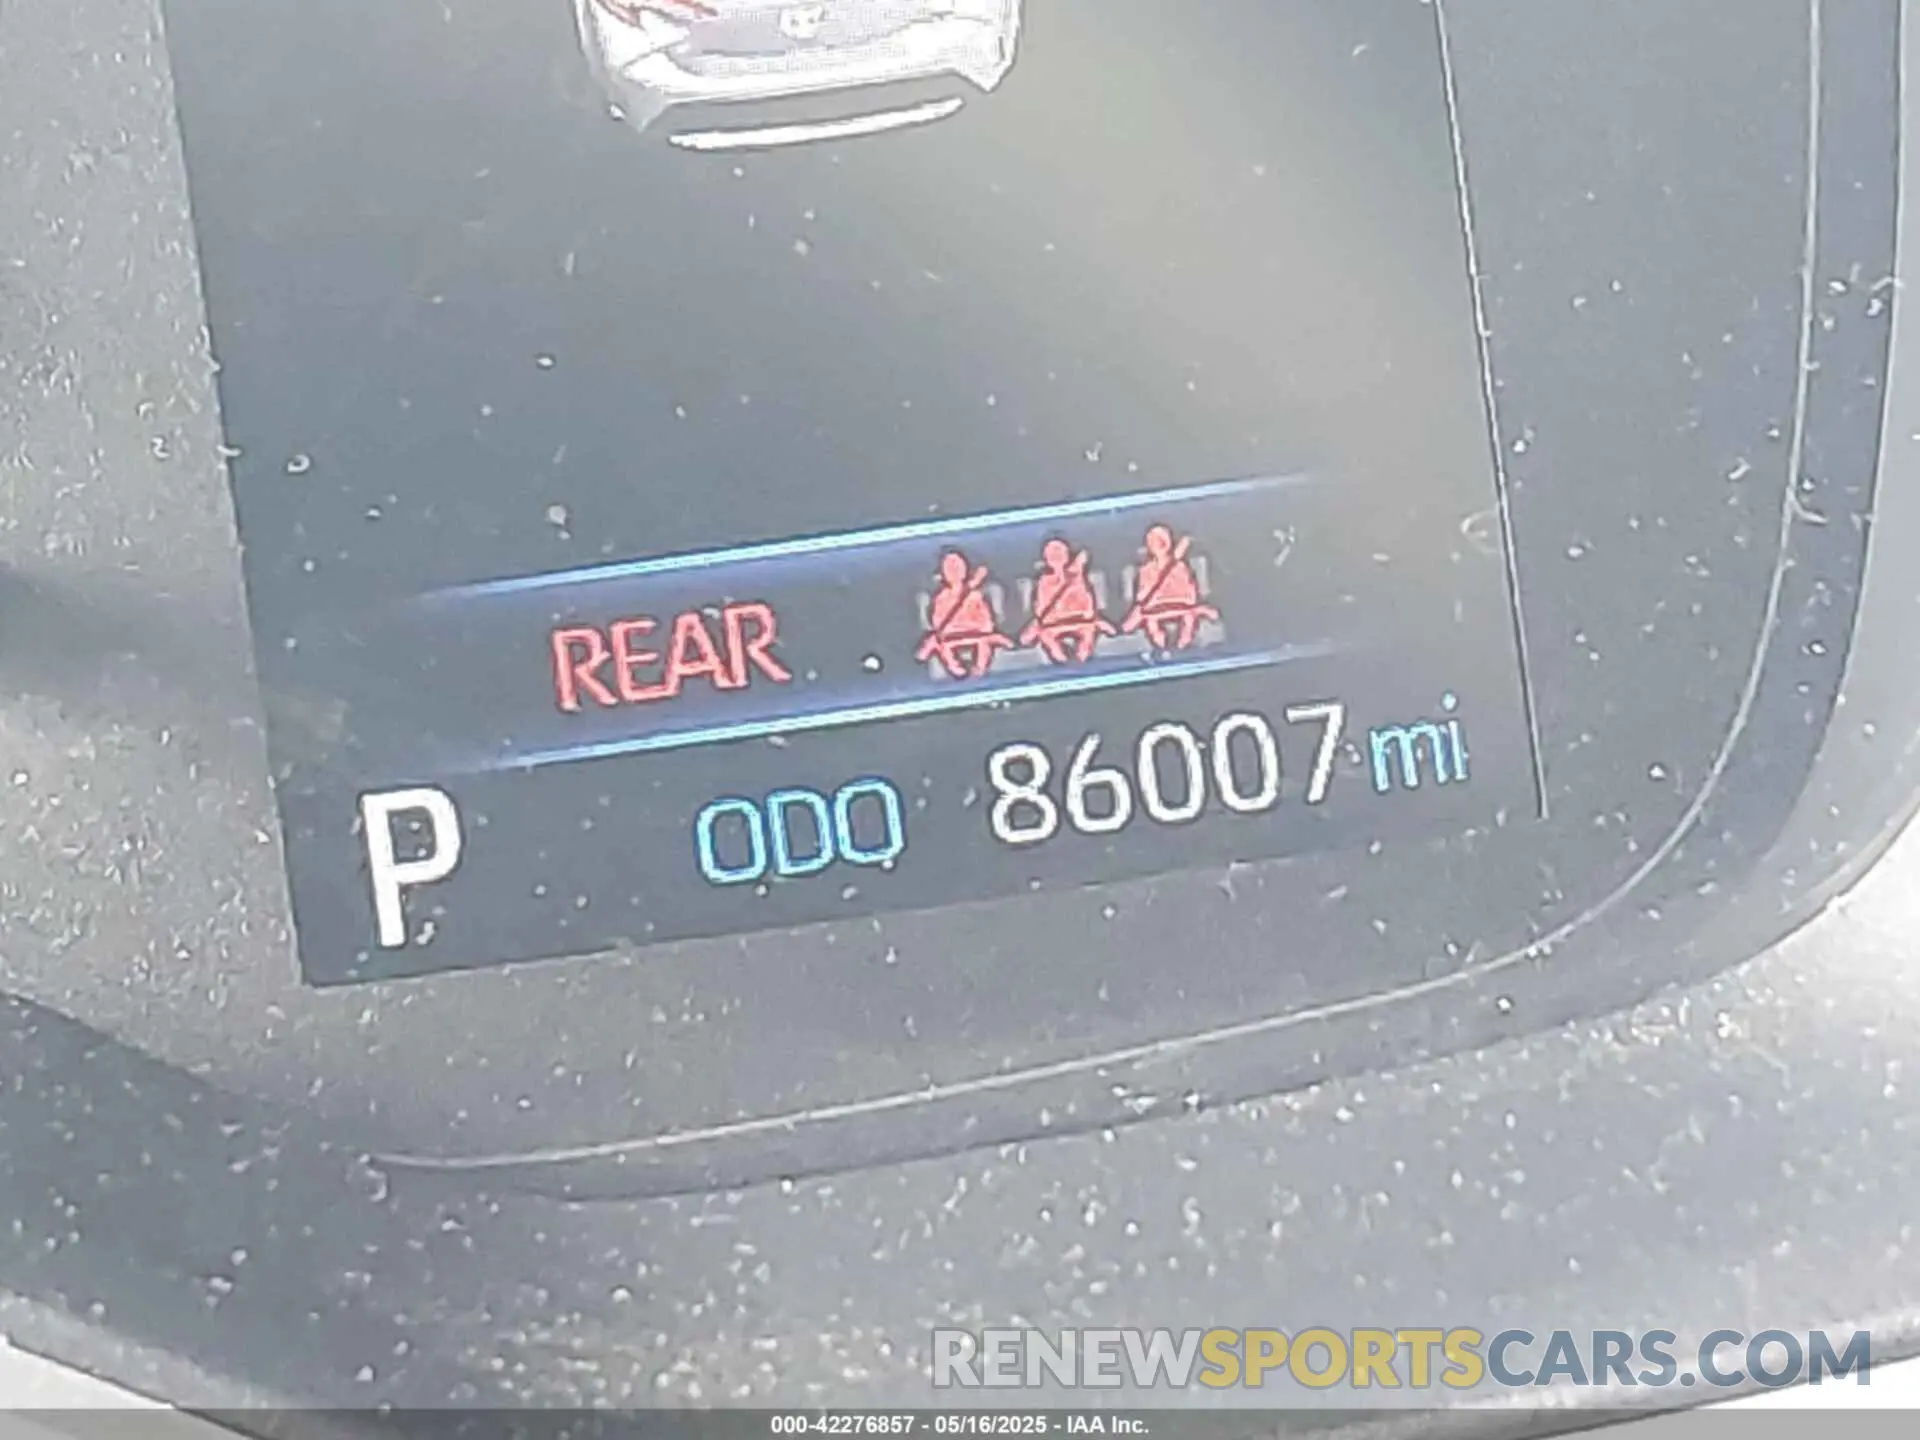 REAR
P ODO 86007 mi
RENEWSPORTSCARS.COM
000-42276857 - 05/16/2025 - IAA Inc.